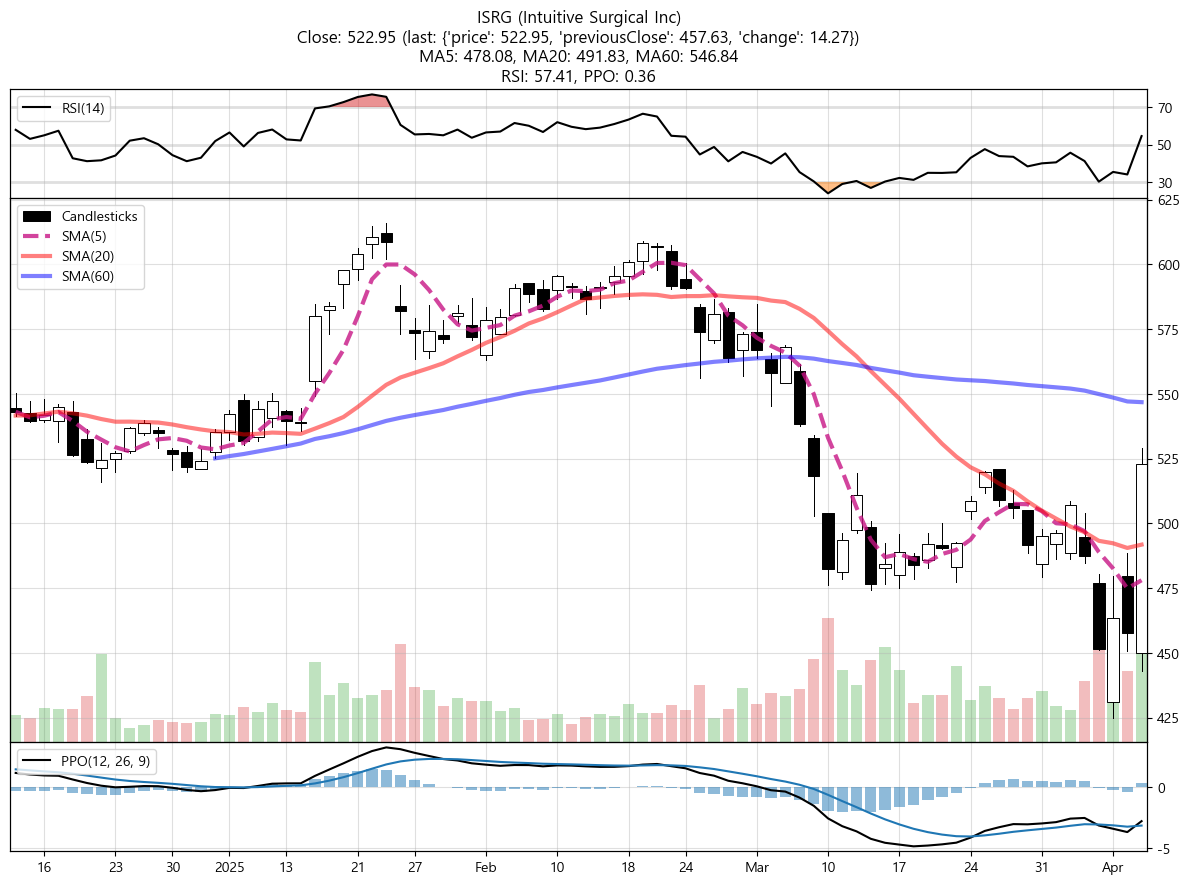 ISRG (Intuitive Surgical Inc)
Close: 522.95 (last: {'price': 522.95, 'previousClose': 457.63, 'change': 14.27})
MA5: 478.08, MA20: 491.83, MA60: 546.84
RSI: 57.41, PPO: 0.36
RSI(14)
70
50
30
Candlesticks
SMA(5)
SMA(20)
SMA(60)
625
600
575
550
525
500
475
450
425
PPO(12, 26, 9)
0
-5
16 23 30 2025 13 21 27 Feb 10 18 24 Mar 10 17 24 31 Apr